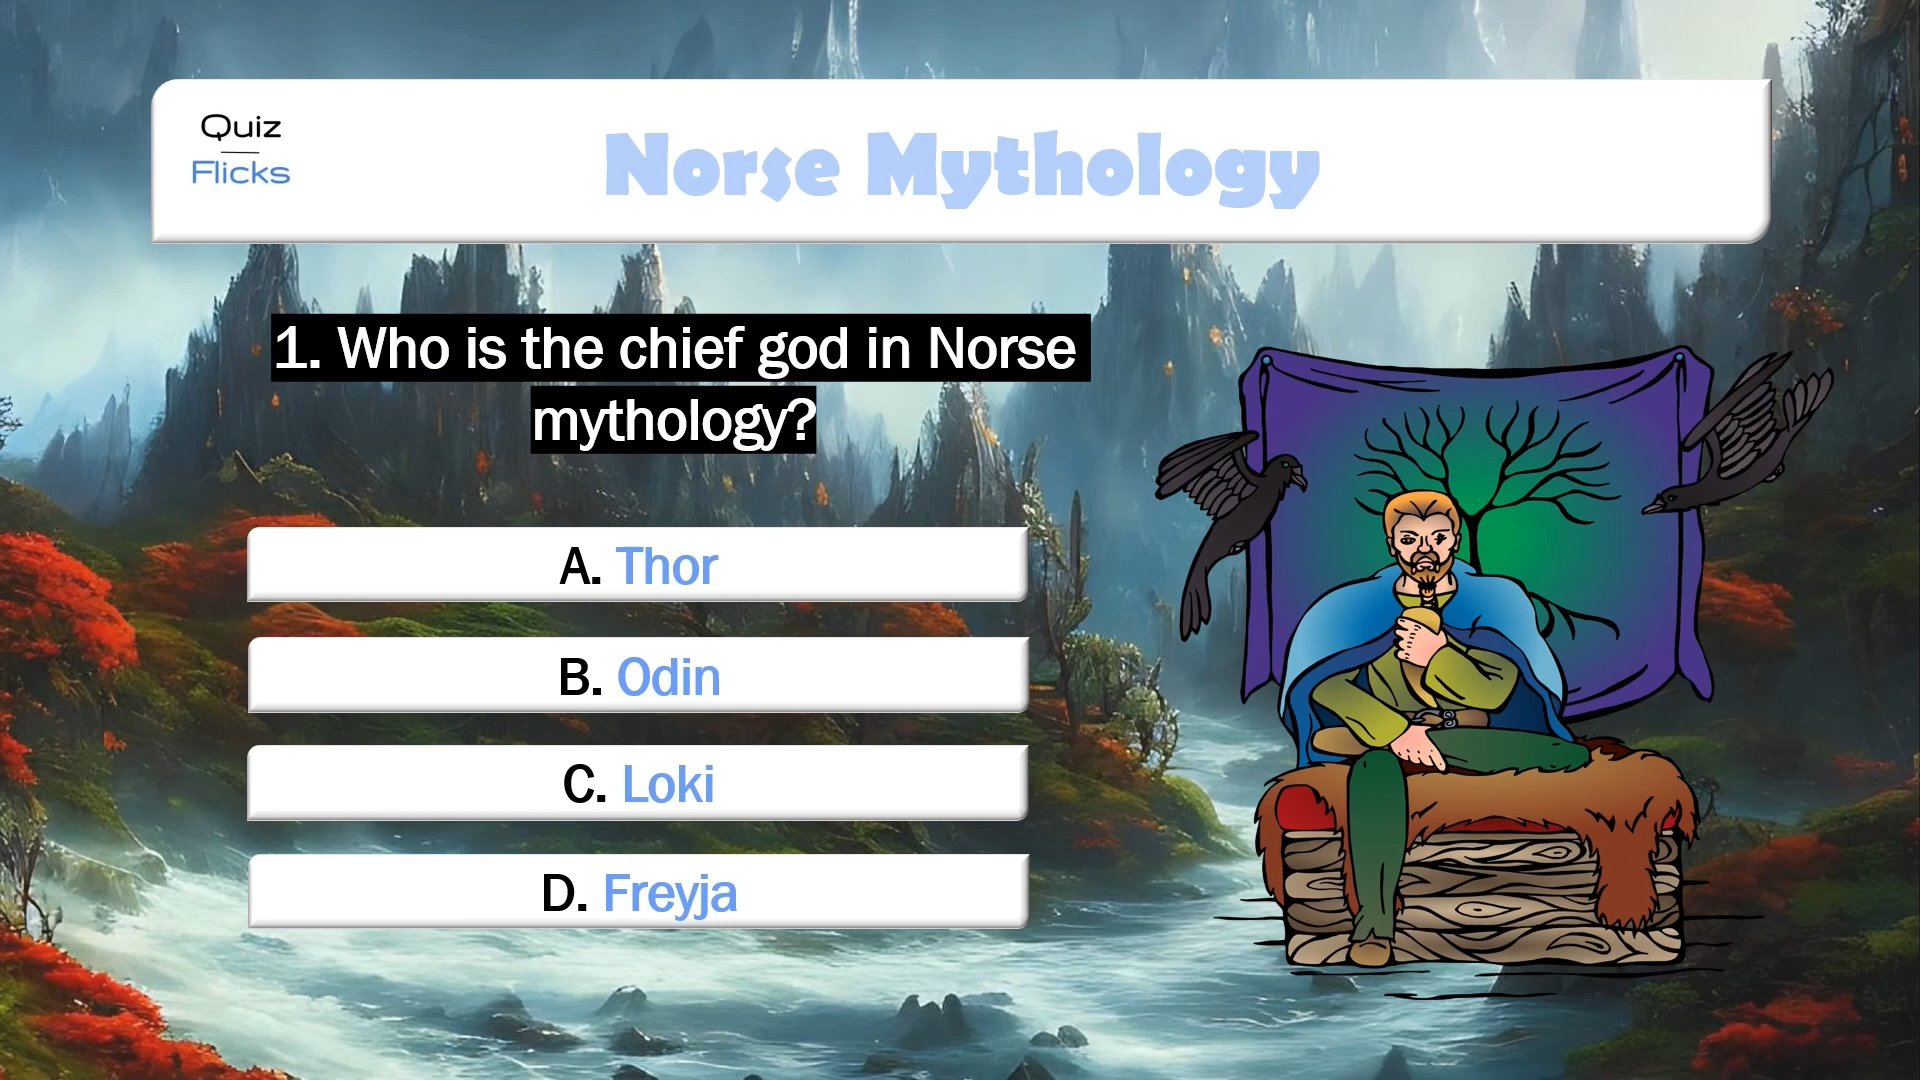 Quiz
Flicks
Norse Mythology
1. Who is the chief god in Norse
mythology?
A. Thor
B. Odin
C. Loki
D. Freyja